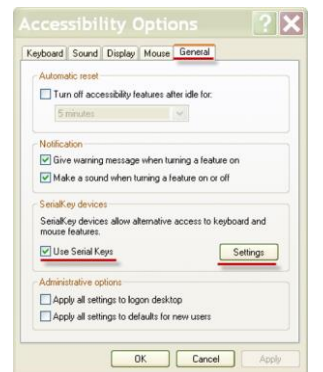 Accessibility Options
Keyboard Sound Display Mouse General
Automatic reset
Turn off accessibility features after idle for:
5 minutes
Notification
Give warning message when turning a feature on
Make a sound when turning a feature on or off
SerialKey devices
SerialKey devices allow alternative access to keyboard and
mouse features.
Use Serial Keys Settings
Administrative options
Apply all settings to logon desktop
Apply all settings to defaults for new users
OK Cancel Apply